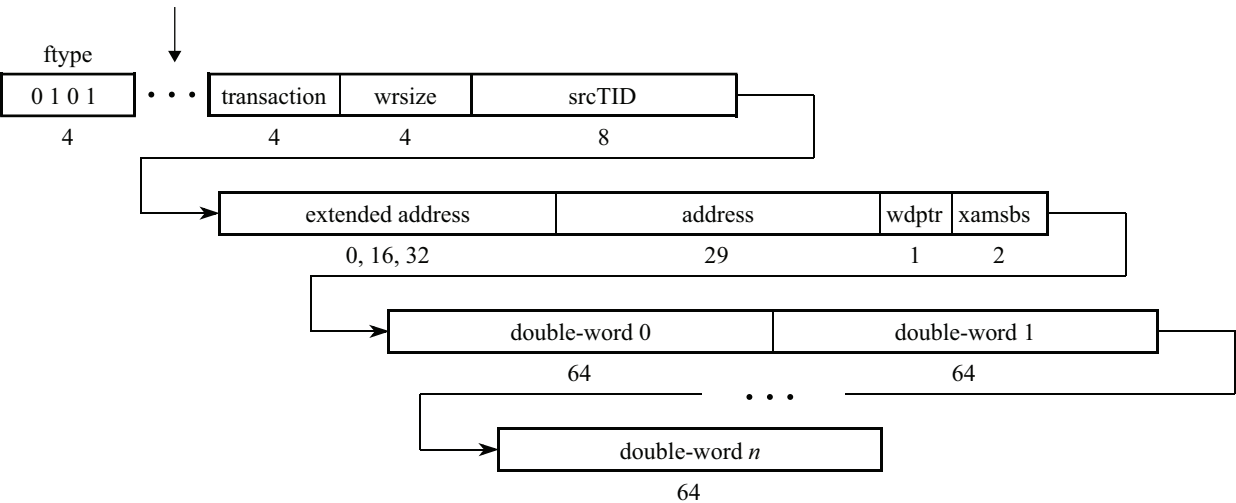 ftype
0 1 0 1 • • • transaction wrsize srcTID
4 4 4 8
extended address address wdptr xamsbs
0, 16, 32 29 1 2
double-word 0 double-word 1
64 64
• • •
double-word n
64